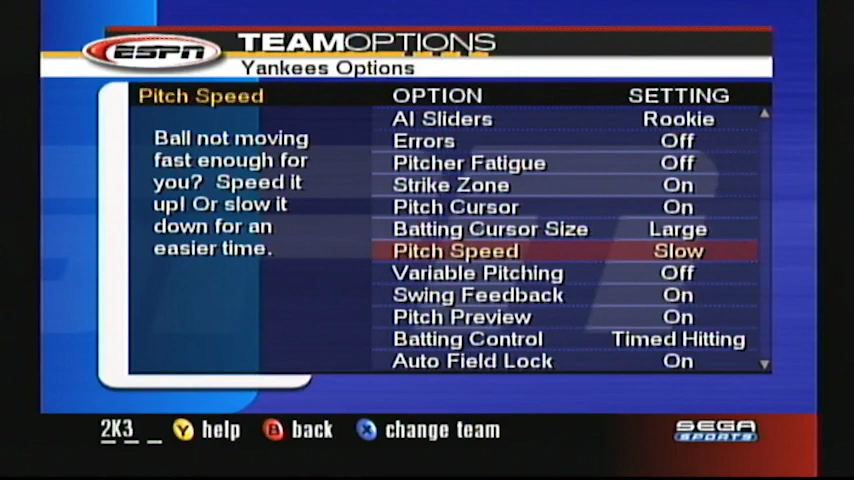 ESPN
TEAMOPTIONS
Yankees Options
Pitch Speed
Ball not moving
fast enough for
you? Speed it
up! Or slow it
down for an
easier time.
OPTION SETTING
AI Sliders Rookie
Errors Off
Pitcher Fatigue Off
Strike Zone On
Pitch Cursor On
Batting Cursor Size Large
Pitch Speed Slow
Variable Pitching Off
Swing Feedback On
Pitch Preview On
Batting Control Timed Hitting
Auto Field Lock On
2K3 Y help B back X change team
SEGA
SPORTS